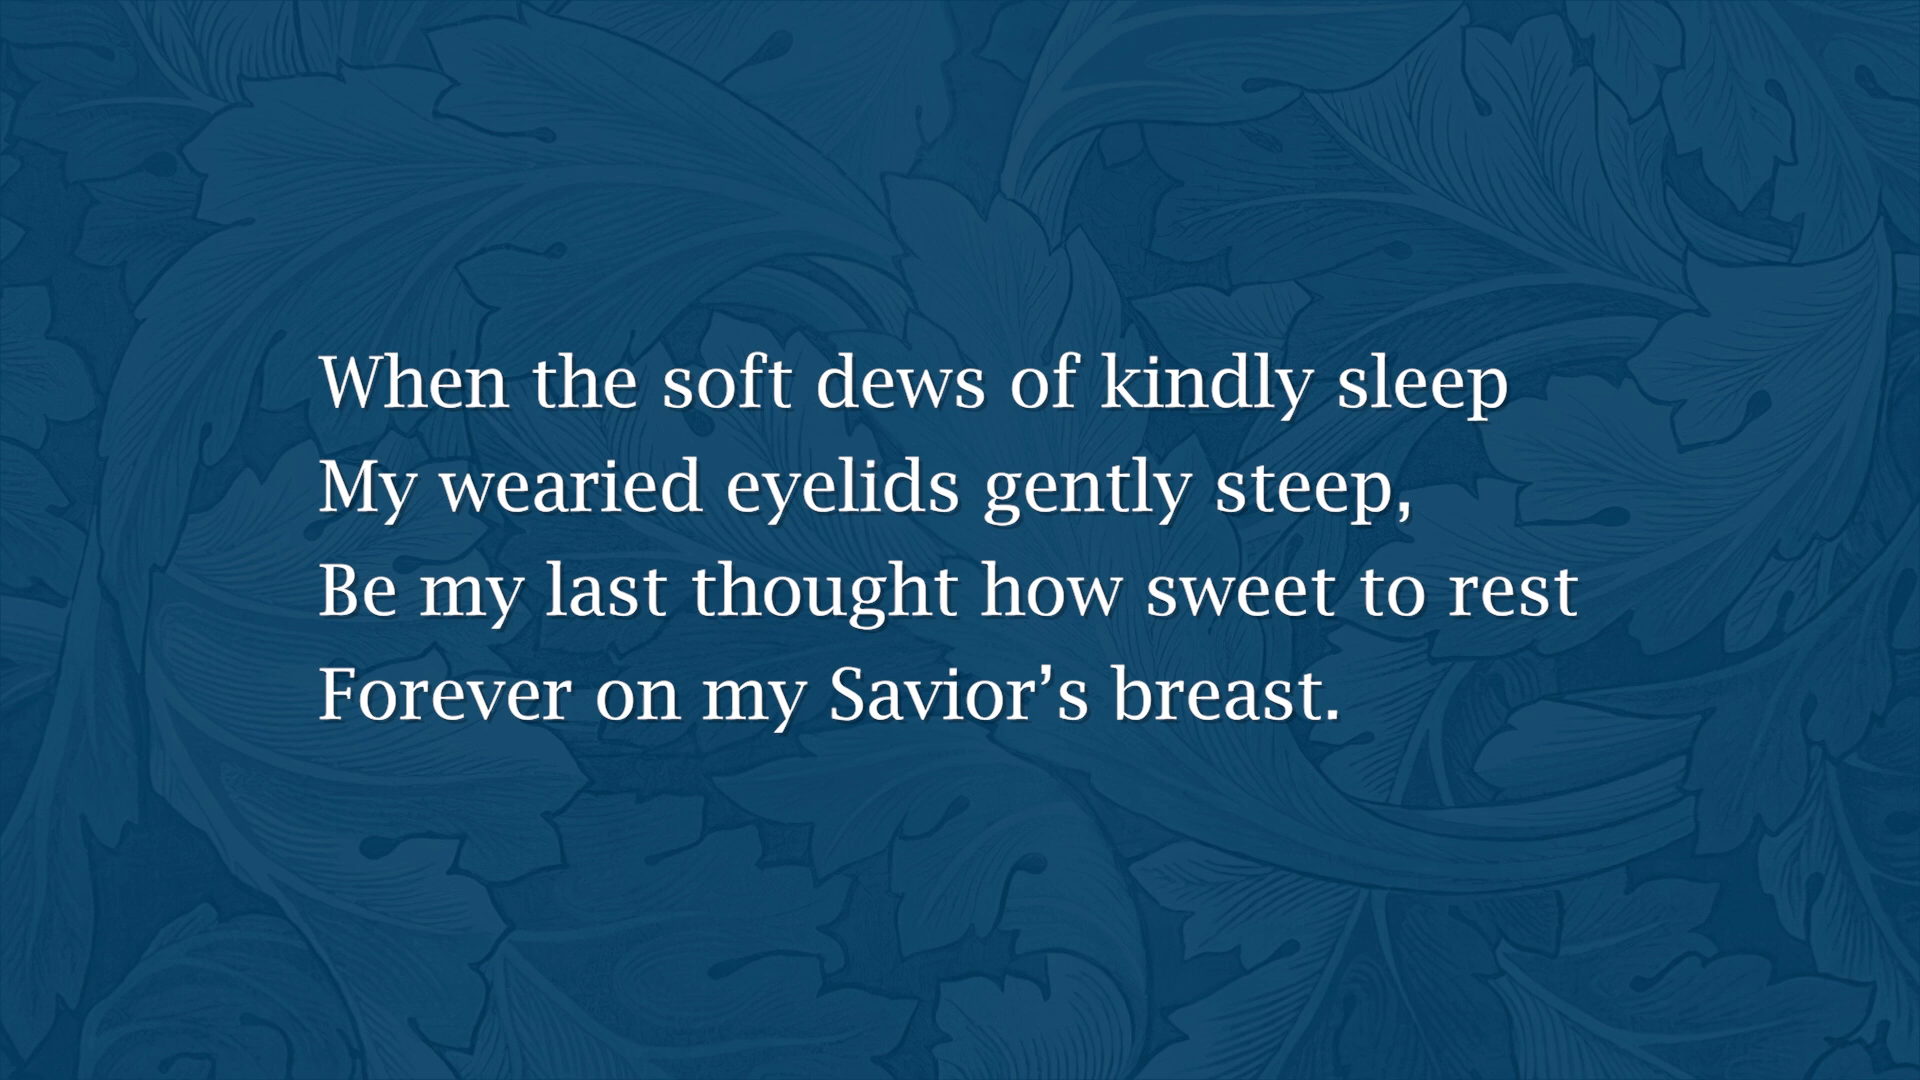 When the soft dews of kindly sleep
My wearied eyelids gently steep,
Be my last thought how sweet to rest
Forever on my Savior’s breast.